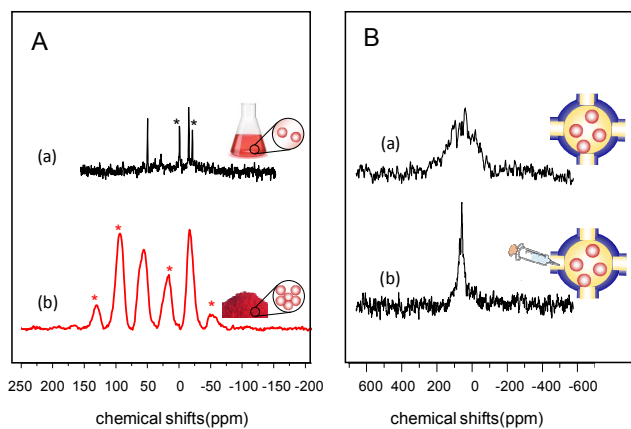 A
B
* *
(a)
(a)
* * * *
(b)
(b)
250 200 150 100 50 0 -50 -100 -150 -200
600 400 200 0 -200 -400 -600
chemical shifts(ppm)
chemical shifts(ppm)